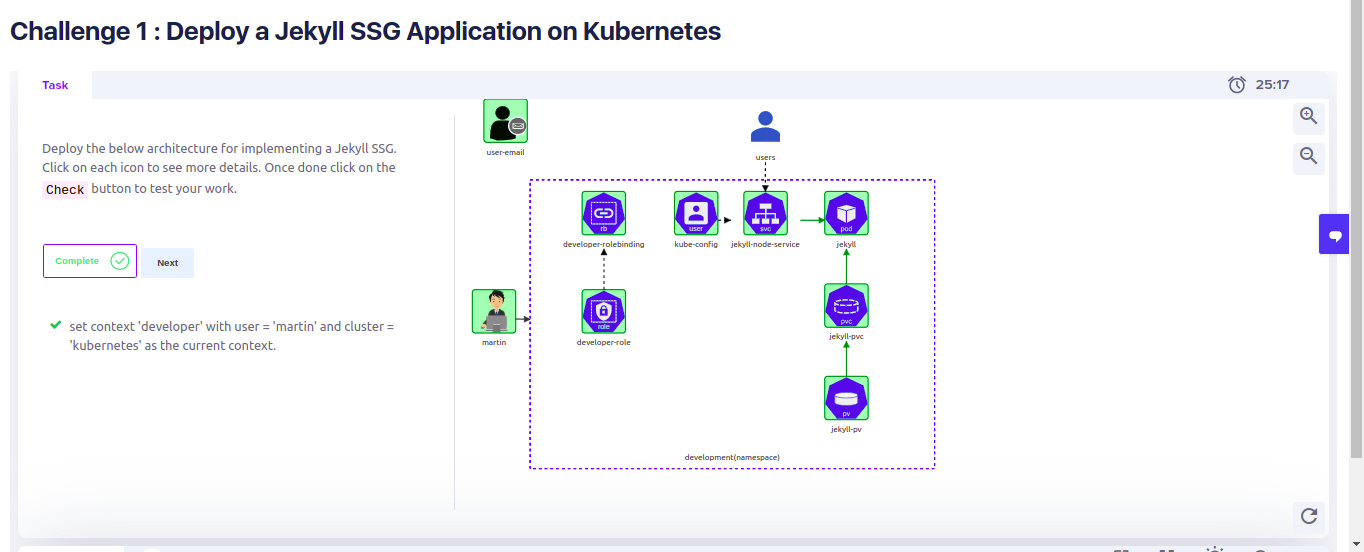 Challenge 1 : Deploy a Jekyll SSG Application on Kubernetes
Task
25:17
Deploy the below architecture for implementing a Jekyll SSG.
Click on each icon to see more details. Once done click on the
Check button to test your work.
Complete
Next
set context 'developer' with user = 'martin' and cluster =
'kubernetes' as the current context.
user-email
users
rb
user
svc
pod
developer-rolebinding
kube-config
jekyll-node-service
jekyll
role
pvc
martin
developer-role
jekyll-pvc
pv
jekyll-pv
development(namespace)